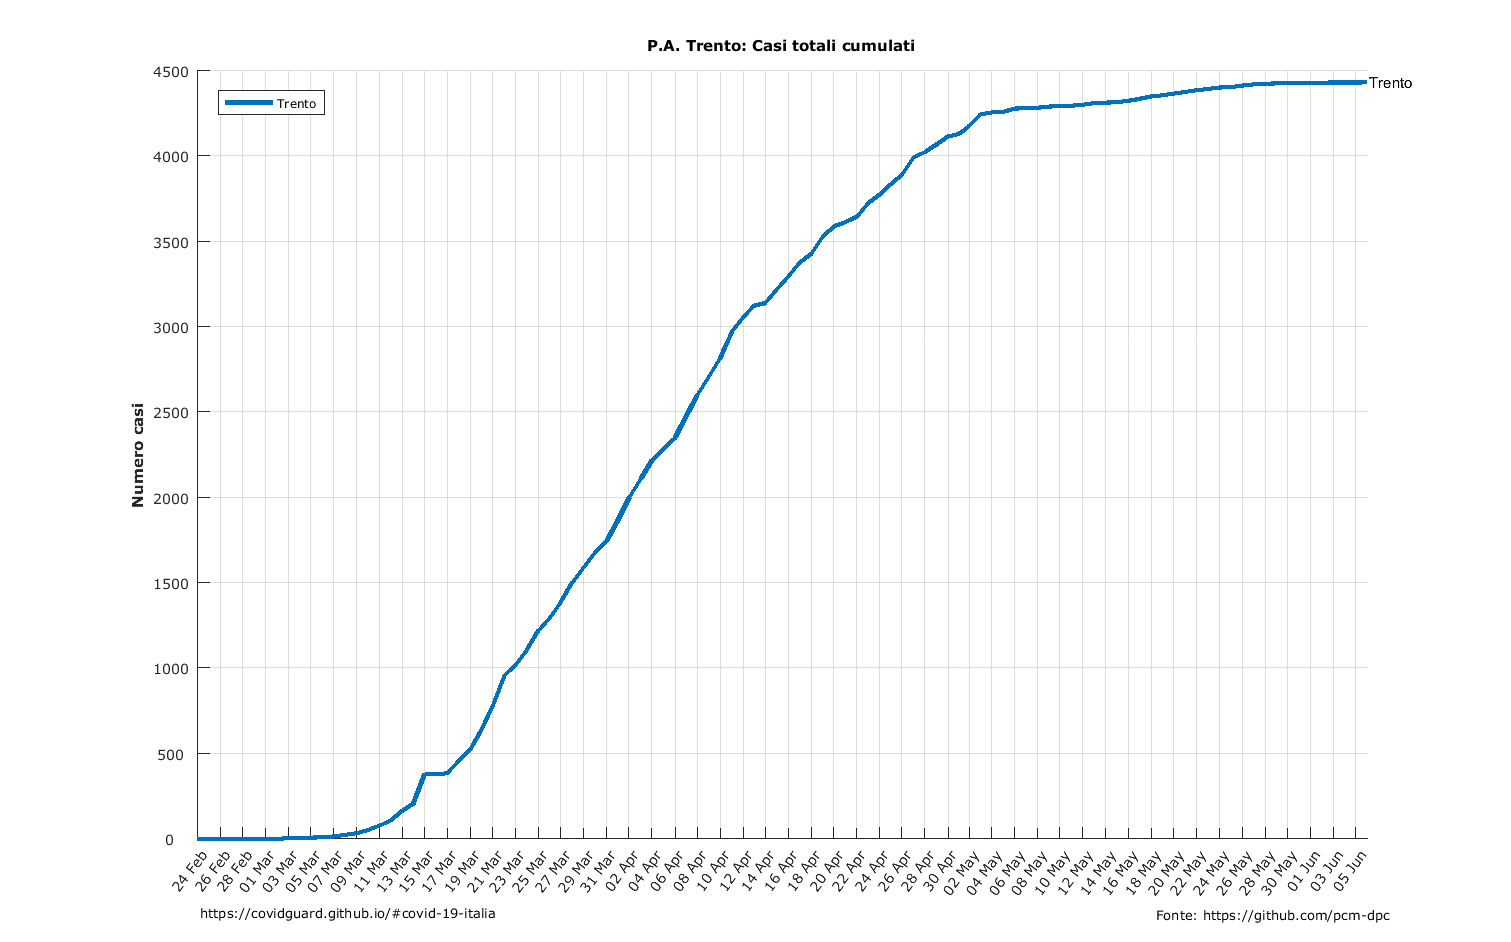 P.A. Trento: Casi totali cumulati
4500
4000
3500
3000
2500
2000
1500
1000
500
0
Numero casi
Trento
Trento
24 Feb
26 Feb
28 Feb
01 Mar
03 Mar
05 Mar
07 Mar
09 Mar
11 Mar
13 Mar
15 Mar
17 Mar
19 Mar
21 Mar
23 Mar
25 Mar
27 Mar
29 Mar
31 Mar
02 Apr
04 Apr
06 Apr
08 Apr
10 Apr
12 Apr
14 Apr
16 Apr
18 Apr
20 Apr
22 Apr
24 Apr
26 Apr
28 Apr
30 Apr
02 May
04 May
06 May
08 May
10 May
12 May
14 May
16 May
18 May
20 May
22 May
24 May
26 May
28 May
30 May
01 Jun
03 Jun
05 Jun
https://covidguard.github.io/#covid-19-italia
Fonte: https://github.com/pcm-dpc